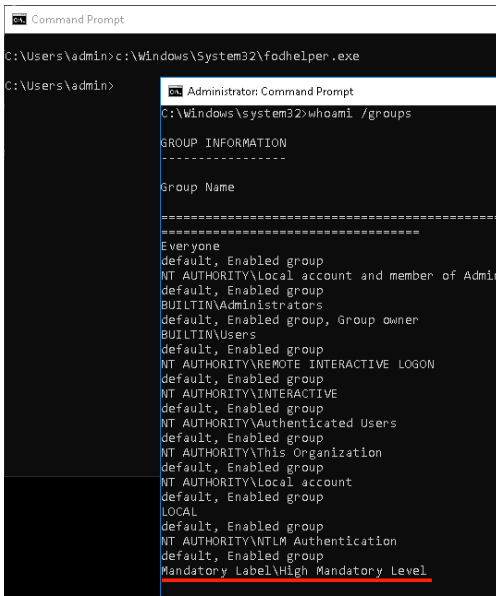 Command Prompt
C:\Users\admin>c:\Windows\System32\fodhelper.exe
C:\Users\admin>
Administrator: Command Prompt
C:\Windows\system32>whoami /groups
GROUP INFORMATION
-----------------
Group Name
=============================================
===================================
Everyone
default, Enabled group
NT AUTHORITY\Local account and member of Admi
default, Enabled group
BUILTIN\Administrators
default, Enabled group, Group owner
BUILTIN\Users
default, Enabled group
NT AUTHORITY\REMOTE INTERACTIVE LOGON
default, Enabled group
NT AUTHORITY\INTERACTIVE
default, Enabled group
NT AUTHORITY\Authenticated Users
default, Enabled group
NT AUTHORITY\This Organization
default, Enabled group
NT AUTHORITY\Local account
default, Enabled group
LOCAL
default, Enabled group
NT AUTHORITY\NTLM Authentication
default, Enabled group
Mandatory Label\High Mandatory Level